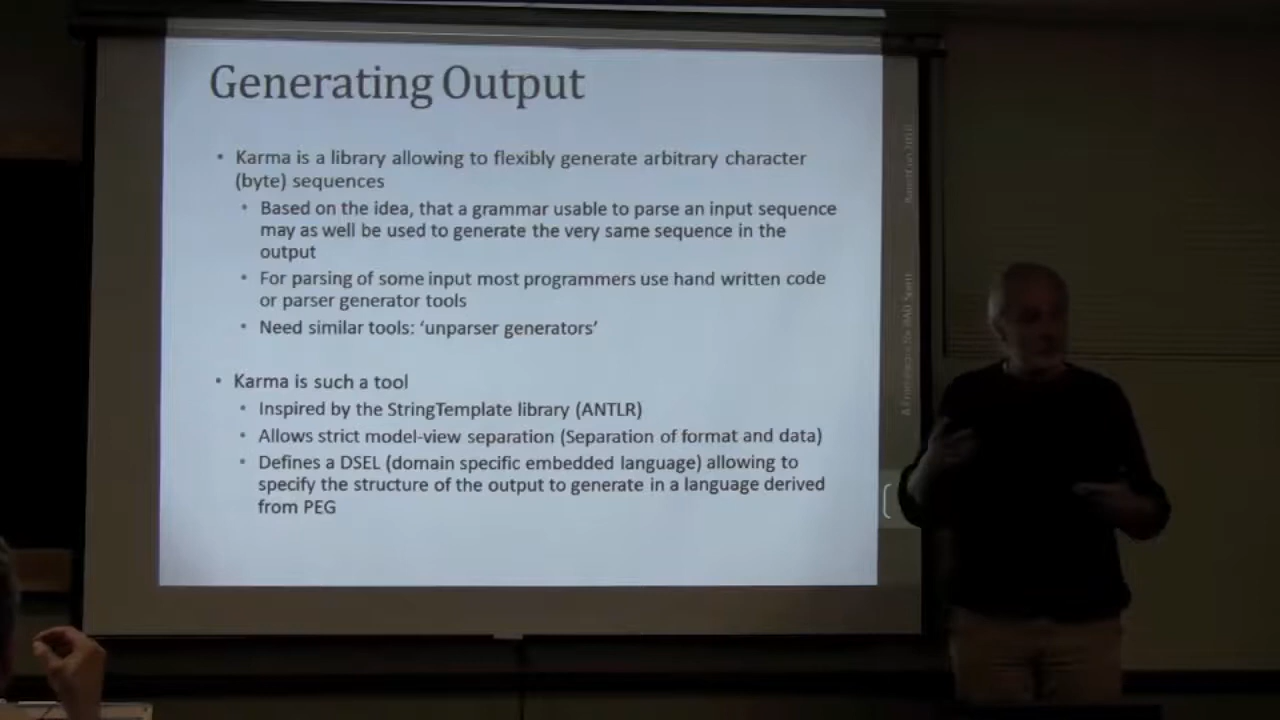 Generating Output
• Karma is a library allowing to flexibly generate arbitrary character
(byte) sequences
• Based on the idea, that a grammar usable to parse an input sequence
may as well be used to generate the very same sequence in the
output
• For parsing of some input most programmers use hand written code
or parser generator tools
• Need similar tools: ‘unparser generators’
• Karma is such a tool
• Inspired by the StringTemplate library (ANTLR)
• Allows strict model-view separation (Separation of format and data)
• Defines a DSEL (domain specific embedded language) allowing to
specify the structure of the output to generate in a language derived
from PEG